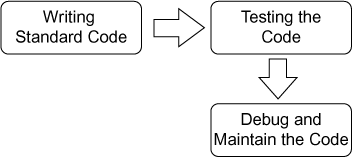 Writing
Standard Code
Testing the
Code
Debug and
Maintain the Code